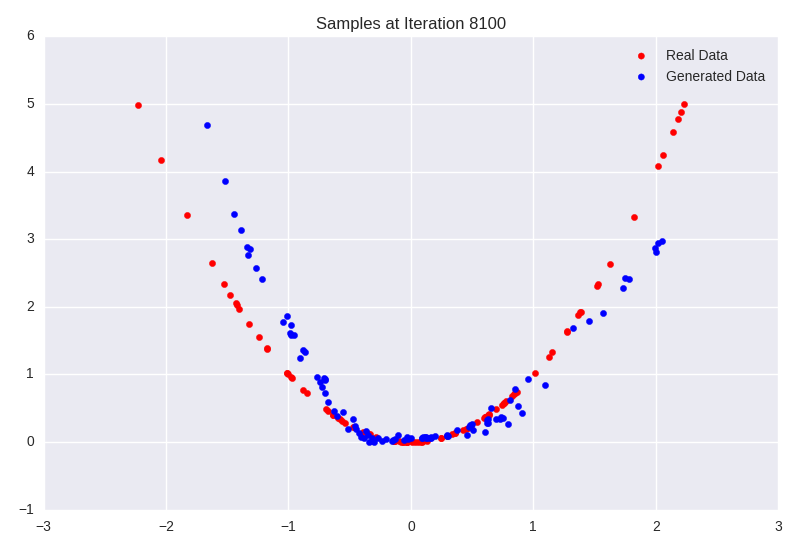 Samples at Iteration 8100
Real Data
Generated Data
6
5
4
3
2
1
0
−1
−3 −2 −1 0 1 2 3